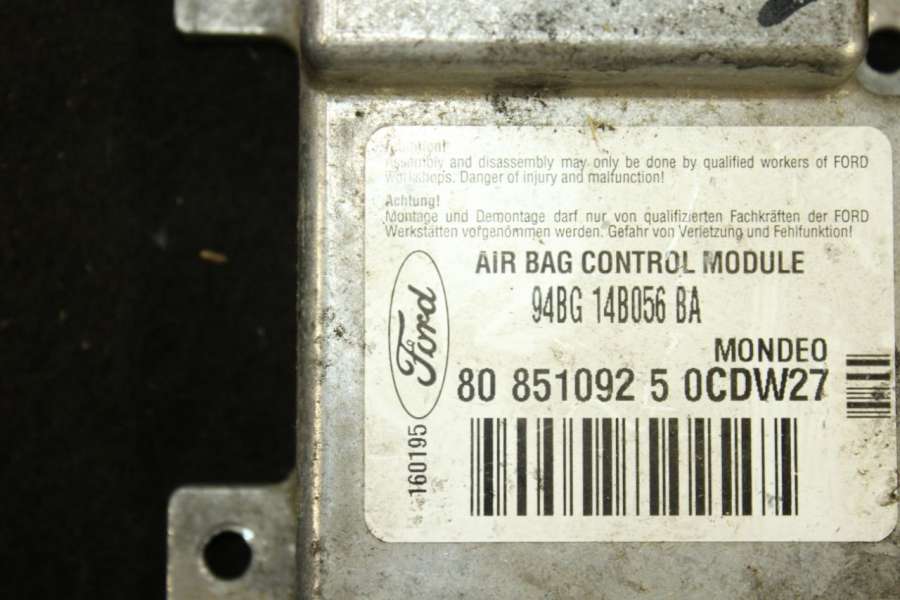 Attention!
Assembly and disassembly may only be done by qualified workers of FORD
workshops. Danger of injury and malfunction!
Achtung!
Montage und Demontage darf nur von qualifizierten Fachkräften der FORD
Werkstätten vofgenömmen werden. Gefahr von Verletzung und Fehlfunktion!
AIR BAG CONTROL MODULE
94BG 14B056 BA
Ford
MONDEO
80 851092 5 0CDW27
160195